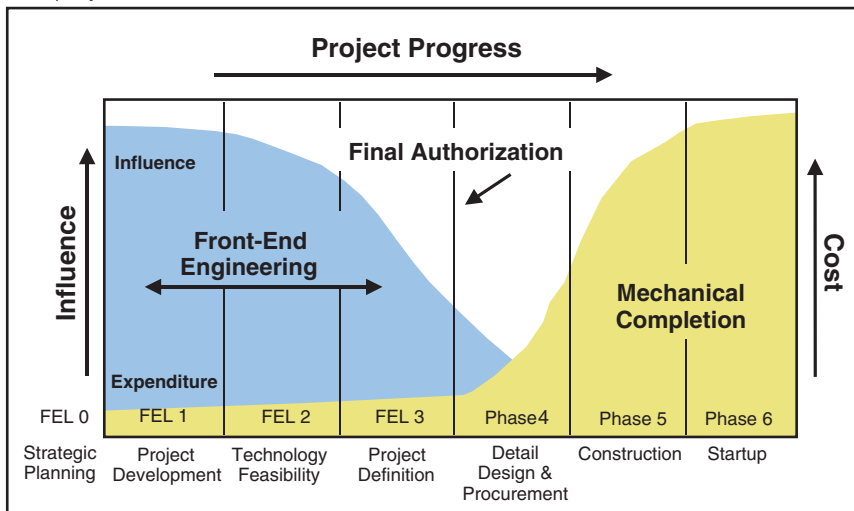 Project Progress
Final Authorization
Influence
Front-End
Engineering
Influence
Cost
Mechanical
Completion
Expenditure
FEL 0
FEL 1
FEL 2
FEL 3
Phase4
Phase 5
Phase 6
Strategic
Planning
Project
Development
Technology
Feasibility
Project
Definition
Detail
Design &
Procurement
Construction
Startup